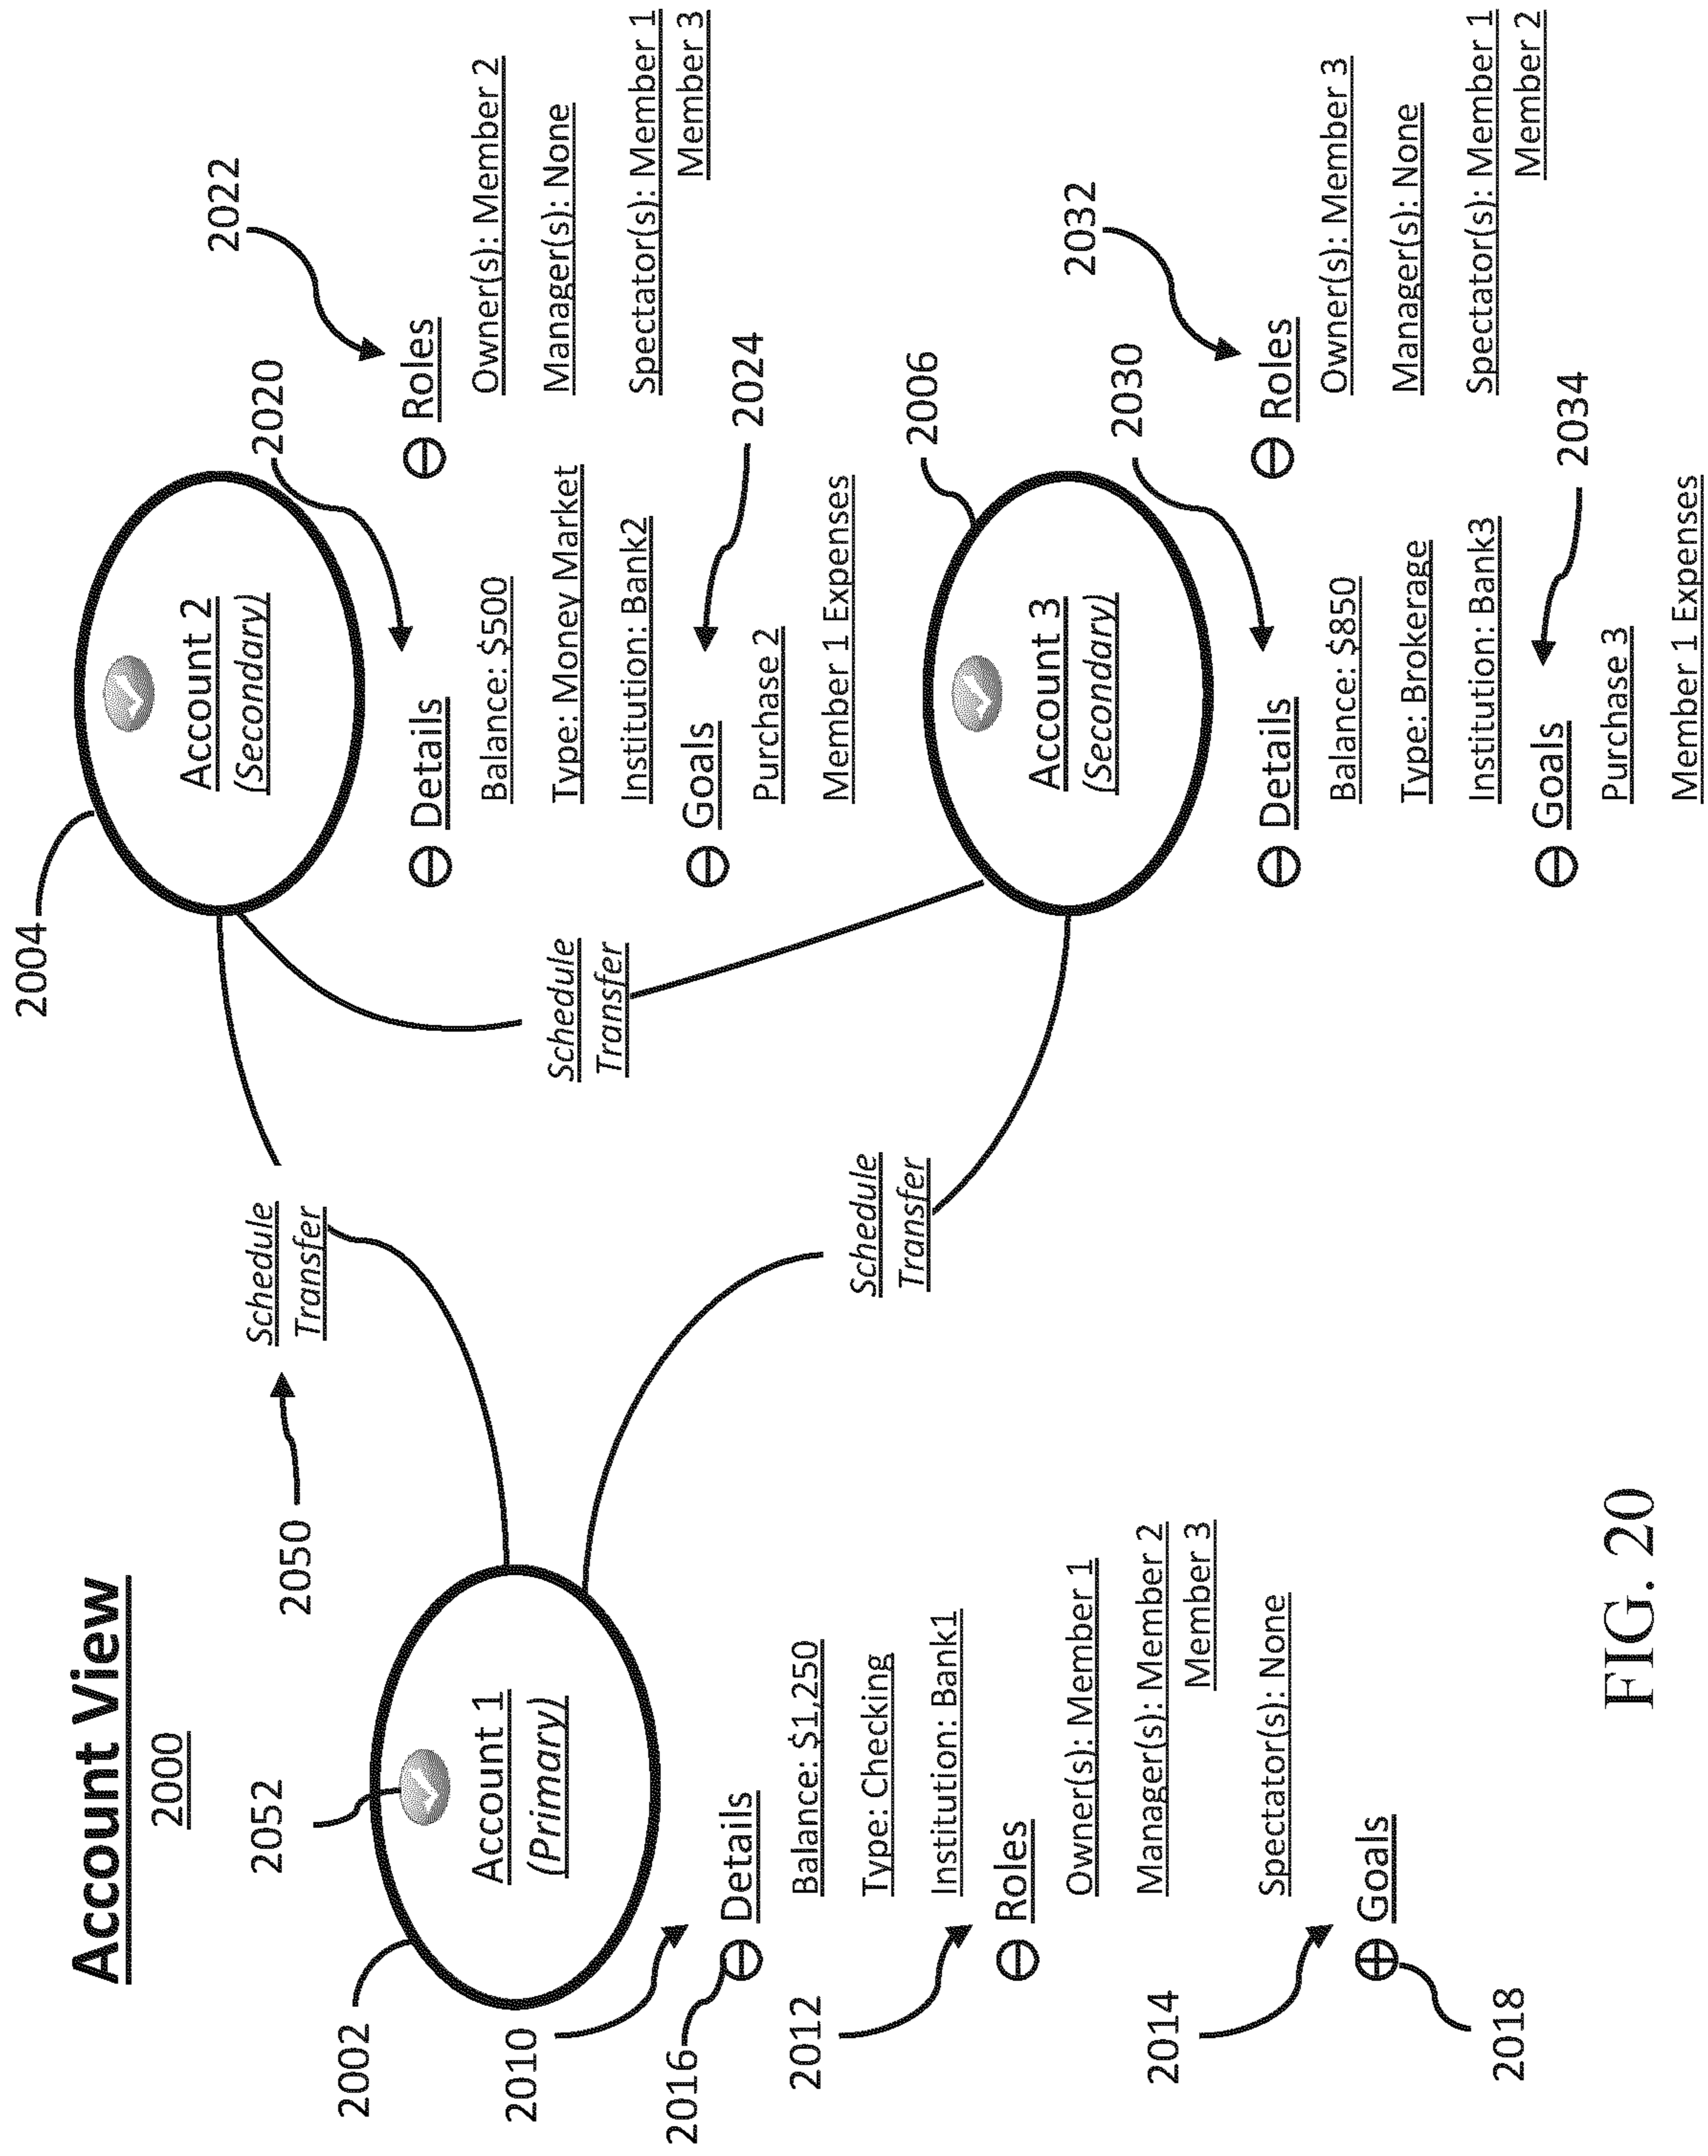 Account View
2000
2052
2002
Account 1
(Primary)
2010
2016
Details
Balance: $1,250
Type: Checking
Institution: Bank1
2012
Roles
Owner(s): Member 1
Manager(s): Member 2
Member 3
Spectator(s): None
2014
Goals
2018
2050
Schedule
Transfer
Schedule
Transfer
Schedule
Transfer
2004
Account 2
(Secondary)
2020
Details
Balance: $500
Type: Money Market
Institution: Bank2
Goals
2024
Purchase 2
Member 1 Expenses
2022
Roles
Owner(s): Member 2
Manager(s): None
Spectator(s): Member 1
Member 3
2006
Account 3
(Secondary)
2030
Details
Balance: $850
Type: Brokerage
Institution: Bank3
Goals
2034
Purchase 3
Member 1 Expenses
2032
Roles
Owner(s): Member 3
Manager(s): None
Spectator(s): Member 1
Member 2
FIG. 20